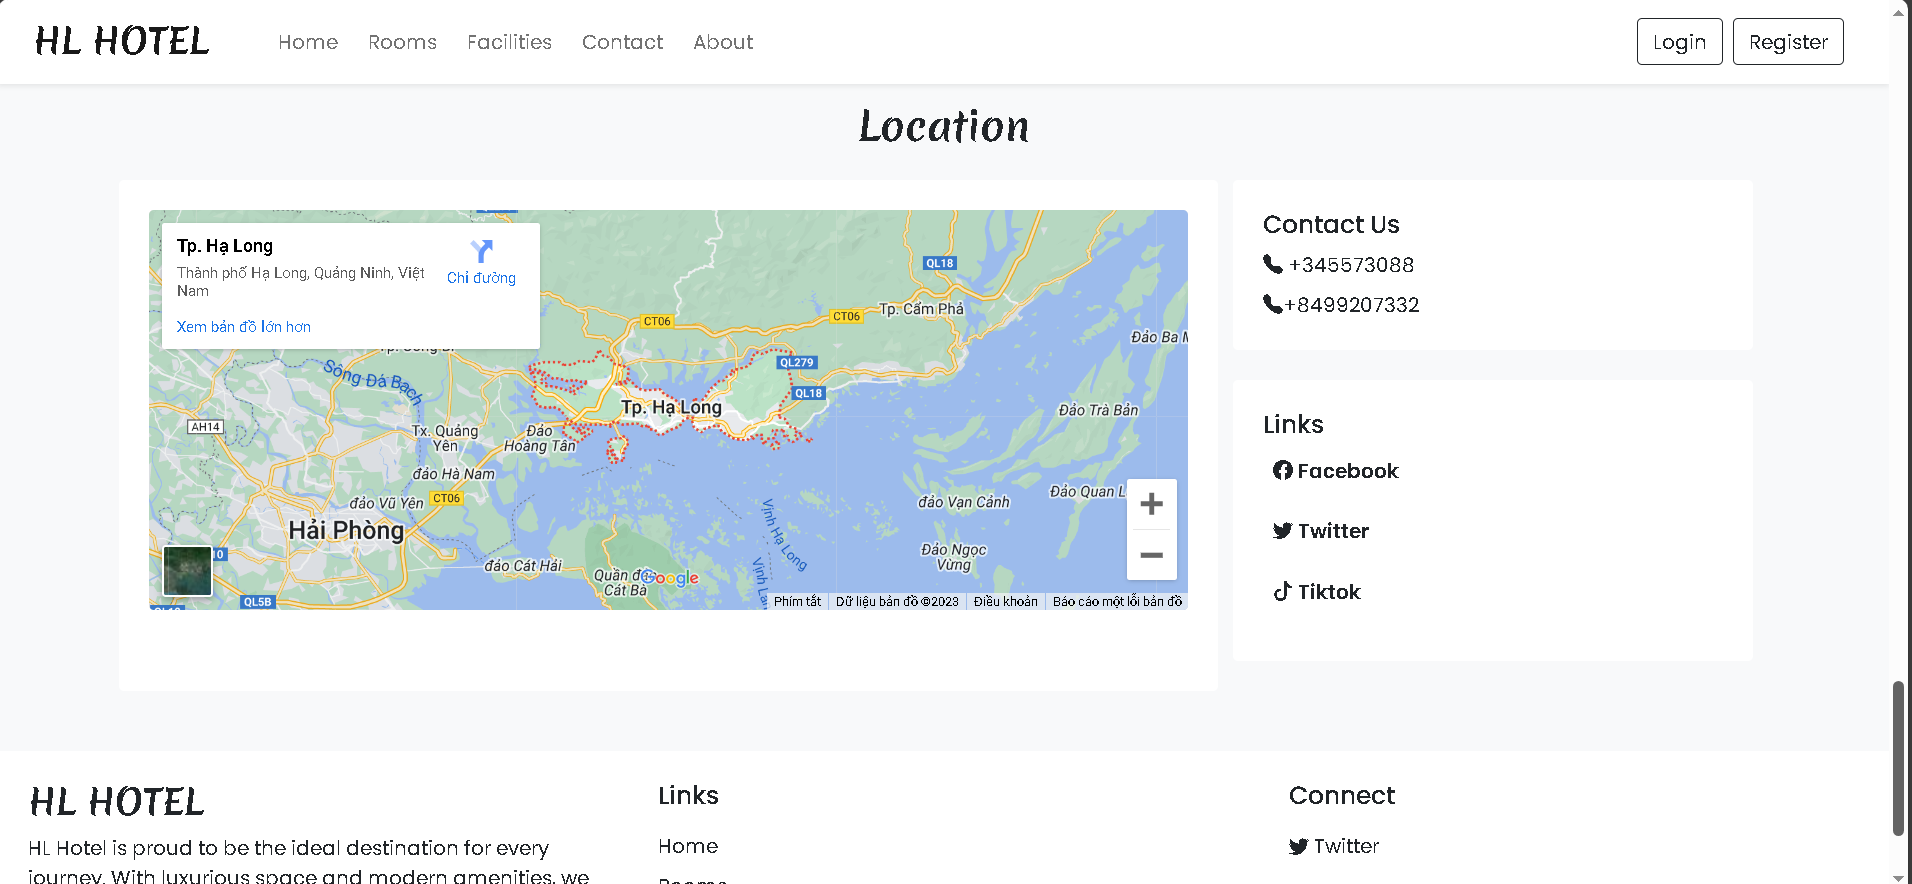 HL HOTEL
Home Rooms Facilities Contact About
Login Register
Location
Tp. Hạ Long
Thành phố Hạ Long, Quảng Ninh, Việt
Nam
Chỉ đường
Xem bản đồ lớn hơn
QL18
Tp. Cẩm Phả
CT06
CT06
Đảo Ba M
QL279
Sông Đá Bạch
QL18
Tp. Hạ Long
Đảo Trà Bản
AH14
Tx. Quảng
Yên
Đảo
Hoàng Tân
đảo Hà Nam
CT06
đảo Vũ Yên
Đảo Quan L
đảo Vạn Cảnh
Hải Phòng
Vịnh Hạ Long
10
Đảo Ngọc
Vừng
đảo Cát Hải
Quần đ
Cát Bà
Google
Vịnh La
QL5B
QL10
Phím tắt
Dữ liệu bản đồ ©2023
Điều khoản
Báo cáo một lỗi bản đồ
Contact Us
+345573088
+8499207332
Links
Facebook
Twitter
Tiktok
HL HOTEL
HL Hotel is proud to be the ideal destination for every
journey. With luxurious space and modern amenities, we
Links
Home
Rooms
Connect
Twitter